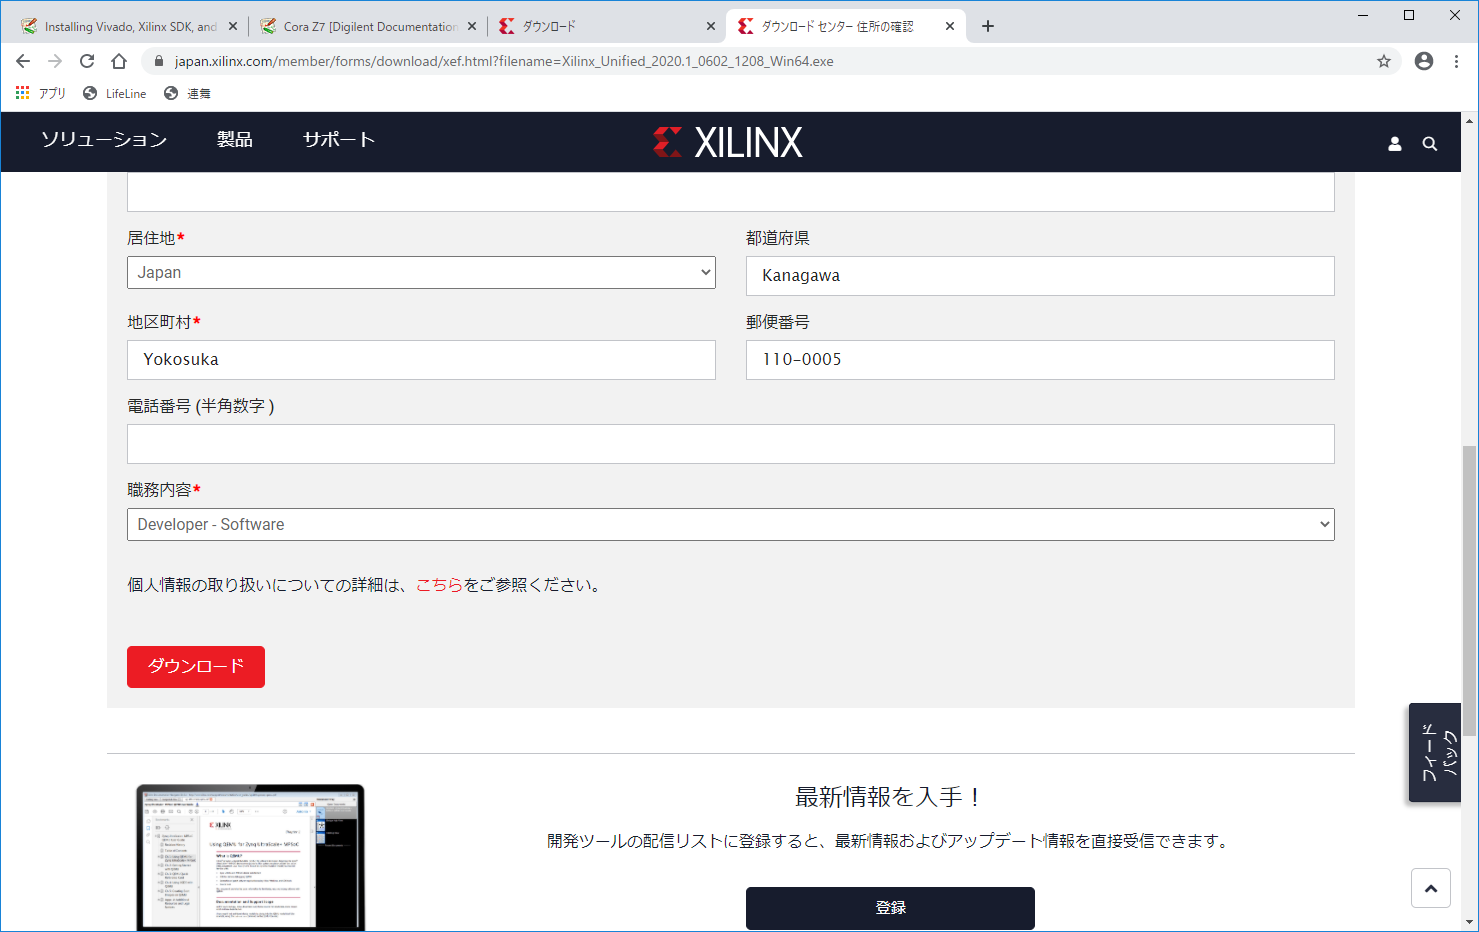 Installing Vivado, Xilinx SDK, and
Cora Z7 [Digilent Documentation
ダウンロード
ダウンロード センター 住所の確認
japan.xilinx.com/member/forms/download/xef.html?filename=Xilinx_Unified_2020.1_0602_1208_Win64.exe
アプリ
LifeLine
連舞
ソリューション
製品
サポート
XILINX
居住地*
都道府県
Japan
Kanagawa
地区町村*
郵便番号
Yokosuka
110-0005
電話番号 (半角数字 )
職務内容*
Developer - Software
個人情報の取り扱いについての詳細は、こちらをご参照ください。
ダウンロード
フィードバック
最新情報を入手！
開発ツールの配信リストに登録すると、最新情報およびアップデート情報を直接受信できます。
登録
XILINX